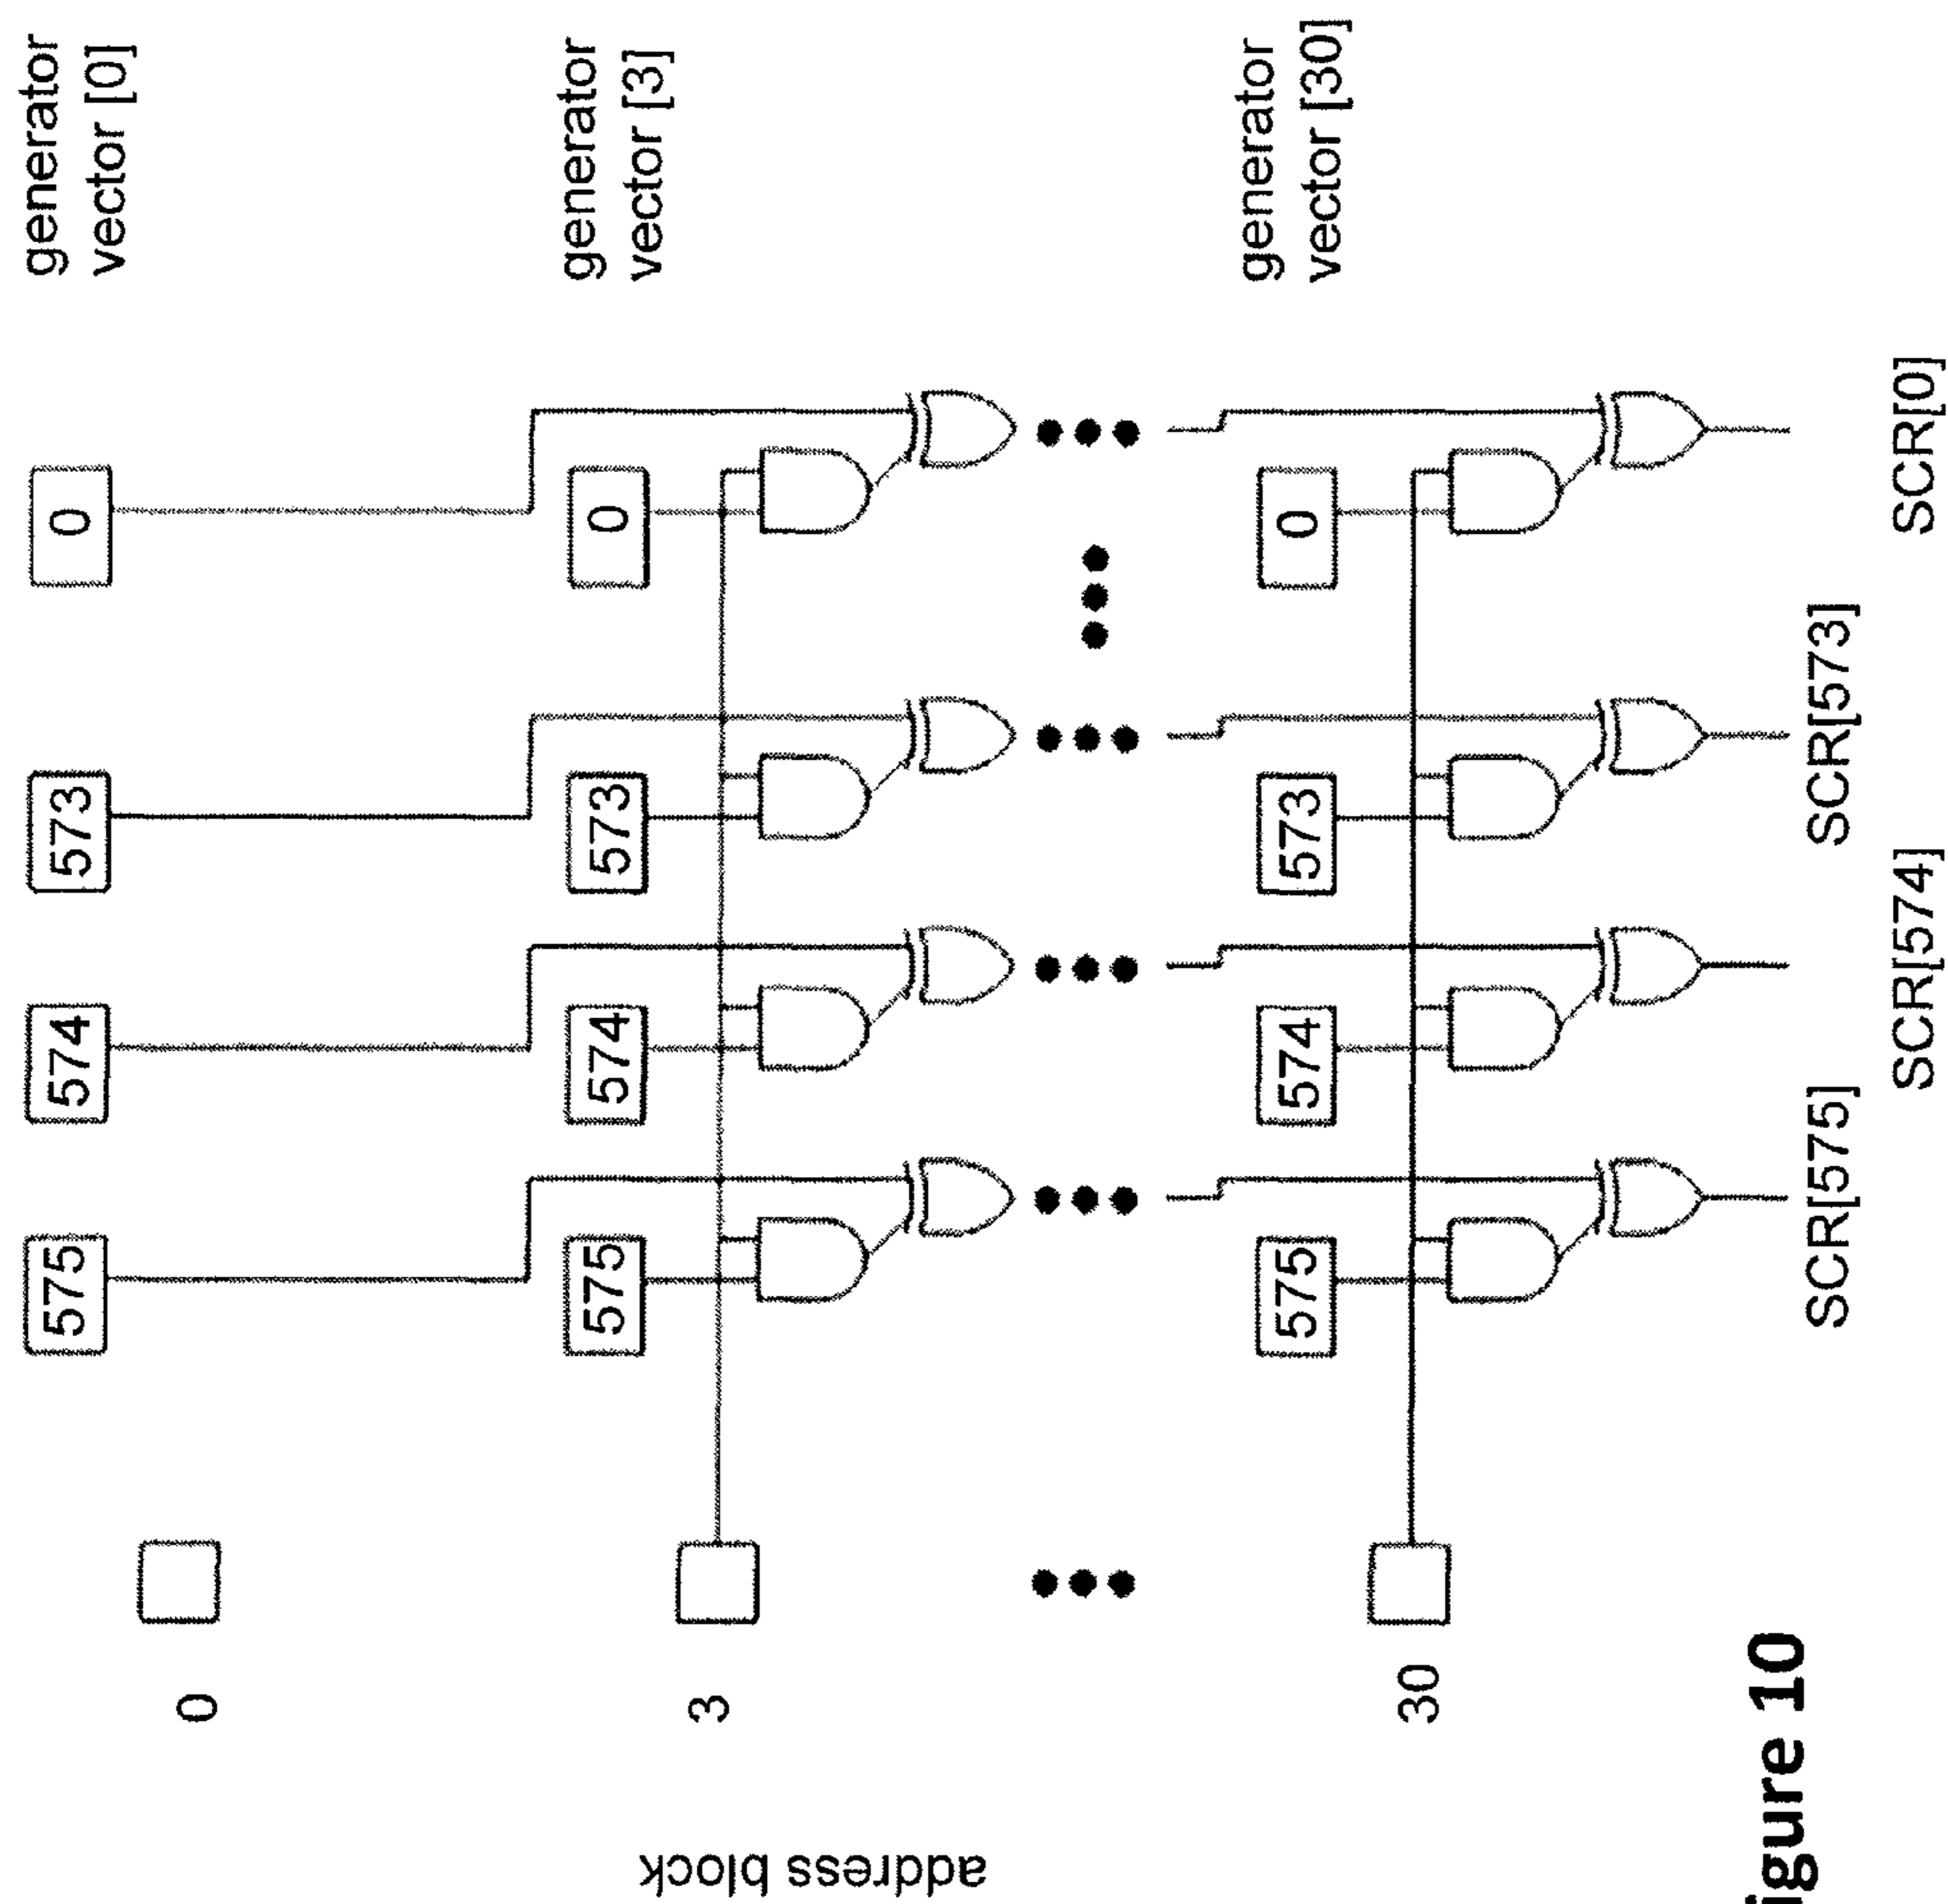 generator
vector [0]
0
573
574
575
0
generator
vector [3]
0
573
574
575
3
generator
vector [30]
0
573
574
575
30
address block
SCR[575]
SCR[574]
SCR[573]
SCR[0]
igure 10